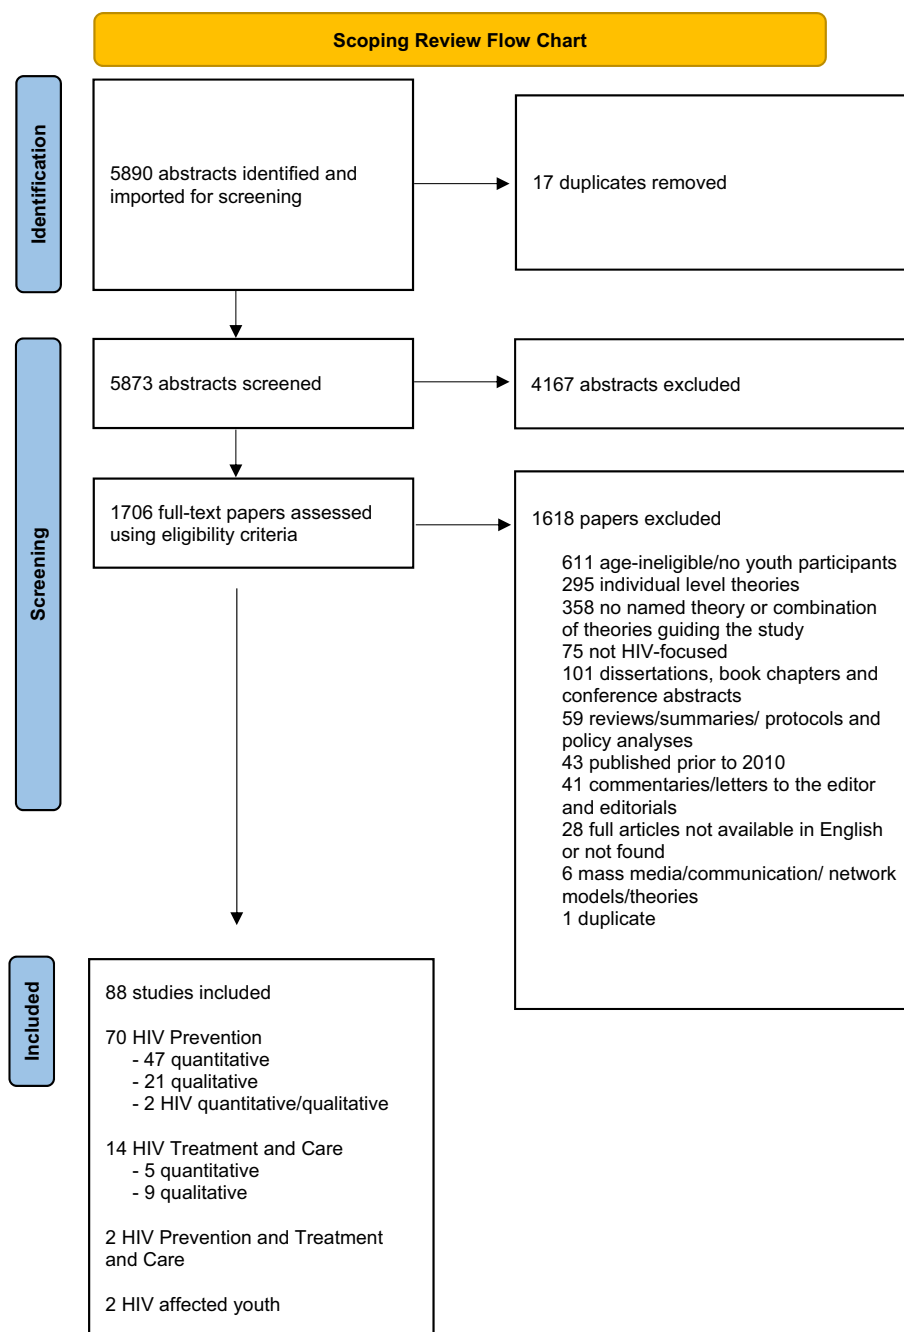 Scoping Review Flow Chart
Identification
5890 abstracts identified and
imported for screening
17 duplicates removed
Screening
5873 abstracts screened
4167 abstracts excluded
1706 full-text papers assessed
using eligibility criteria
1618 papers excluded
611 age-ineligible/no youth participants
295 individual level theories
358 no named theory or combination
of theories guiding the study
75 not HIV-focused
101 dissertations, book chapters and
conference abstracts
59 reviews/summaries/ protocols and
policy analyses
43 published prior to 2010
41 commentaries/letters to the editor
and editorials
28 full articles not available in English
or not found
6 mass media/communication/ network
models/theories
1 duplicate
Included
88 studies included
70 HIV Prevention
- 47 quantitative
- 21 qualitative
- 2 HIV quantitative/qualitative
14 HIV Treatment and Care
- 5 quantitative
- 9 qualitative
2 HIV Prevention and Treatment
and Care
2 HIV affected youth